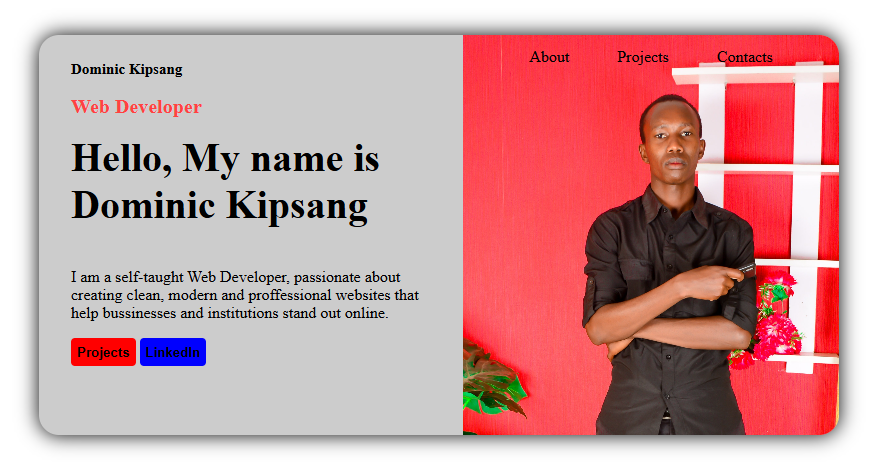 Dominic Kipsang
About Projects Contacts
Web Developer
Hello, My name is
Dominic Kipsang
I am a self-taught Web Developer, passionate about
creating clean, modern and proffessional websites that
help bussinesses and institutions stand out online.
Projects LinkedIn